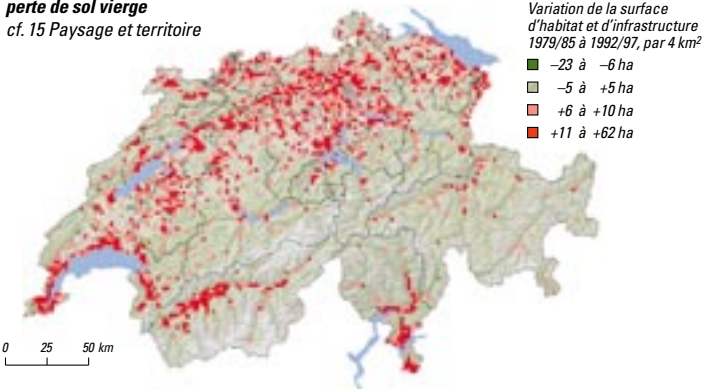 perte de sol vierge
cf. 15 Paysage et territoire
Variation de la surface
d'habitat et d'infrastructure
1979/85 à 1992/97, par 4 km²
–23 à –6 ha
–5 à +5 ha
+6 à +10 ha
+11 à +62 ha
0 25 50 km